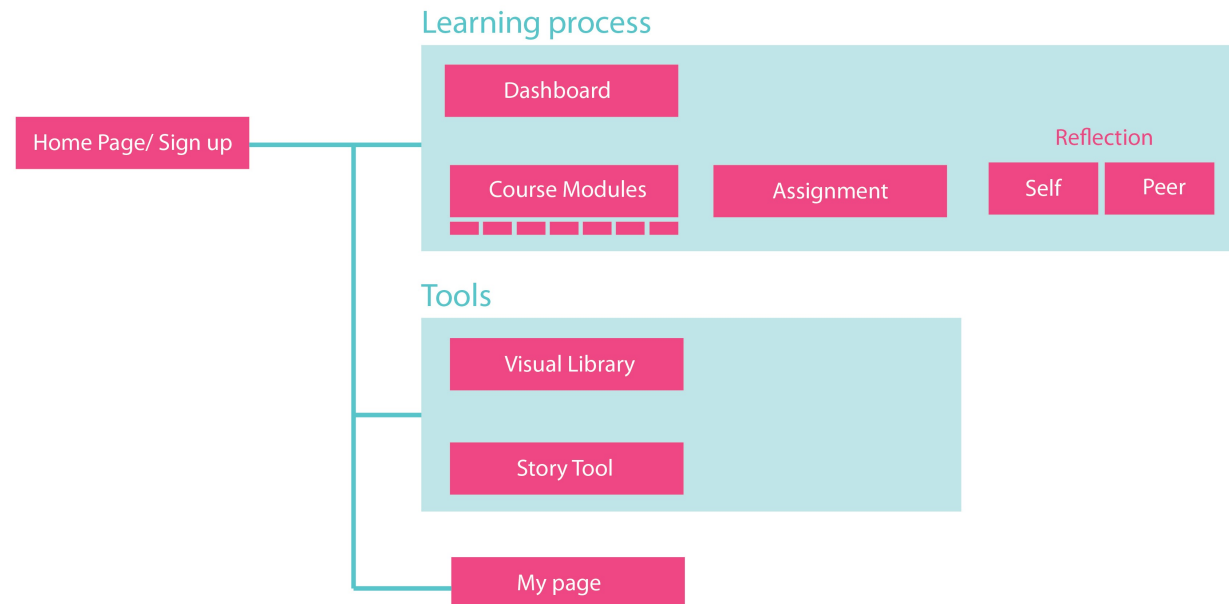 Learning process
Dashboard
Home Page/ Sign up
Reflection
Course Modules
Assignment
Self
Peer
Tools
Visual Library
Story Tool
My page